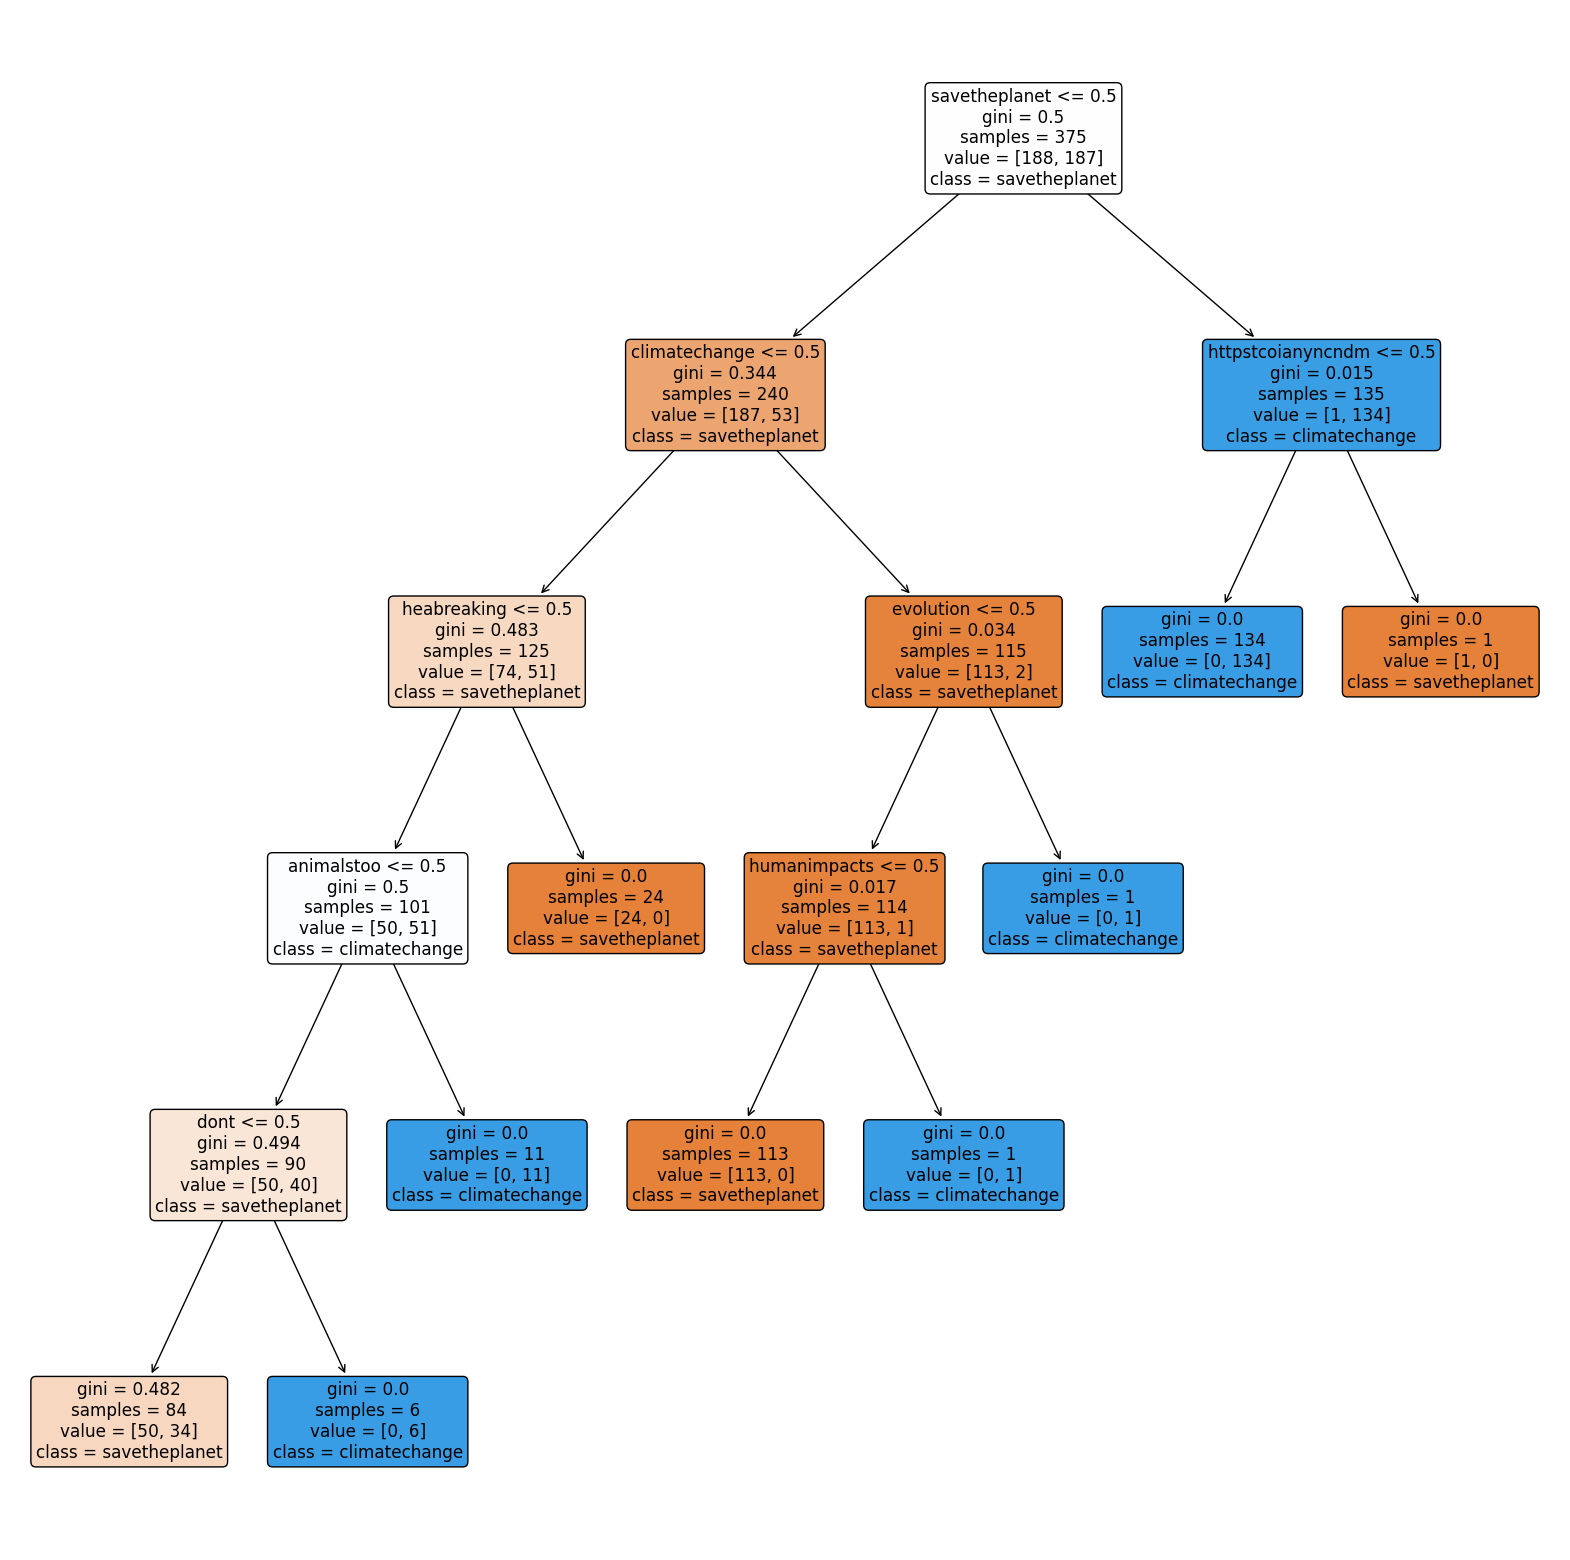 savetheplanet <= 0.5
gini = 0.5
samples = 375
value = [188, 187]
class = savetheplanet
climatechange <= 0.5
gini = 0.344
samples = 240
value = [187, 53]
class = savetheplanet
httpstcoianyncndm <= 0.5
gini = 0.015
samples = 135
value = [1, 134]
class = climatechange
heabreaking <= 0.5
gini = 0.483
samples = 125
value = [74, 51]
class = savetheplanet
evolution <= 0.5
gini = 0.034
samples = 115
value = [113, 2]
class = savetheplanet
gini = 0.0
samples = 134
value = [0, 134]
class = climatechange
gini = 0.0
samples = 1
value = [1, 0]
class = savetheplanet
animalstoo <= 0.5
gini = 0.5
samples = 101
value = [50, 51]
class = climatechange
gini = 0.0
samples = 24
value = [24, 0]
class = savetheplanet
humanimpacts <= 0.5
gini = 0.017
samples = 114
value = [113, 1]
class = savetheplanet
gini = 0.0
samples = 1
value = [0, 1]
class = climatechange
dont <= 0.5
gini = 0.494
samples = 90
value = [50, 40]
class = savetheplanet
gini = 0.0
samples = 11
value = [0, 11]
class = climatechange
gini = 0.0
samples = 113
value = [113, 0]
class = savetheplanet
gini = 0.0
samples = 1
value = [0, 1]
class = climatechange
gini = 0.482
samples = 84
value = [50, 34]
class = savetheplanet
gini = 0.0
samples = 6
value = [0, 6]
class = climatechange